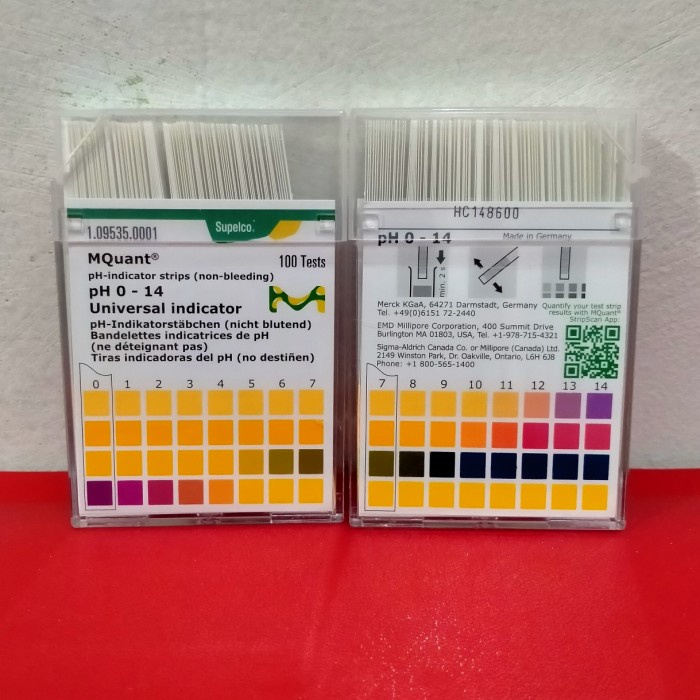 1.09535.0001
Supelco.
MQuant®
100 Tests
pH-indicator strips (non-bleeding)
pH 0 - 14
Universal indicator
pH-Indikatorstäbchen (nicht blutend)
Bandelettes indicatrices de pH
(ne déteignant pas)
Tiras indicadoras del pH (no destiñen)
0 1 2 3 4 5 6 7
HC148600
pH 0 - 14
Made in Germany
min. 2 s
Merck KGaA, 64271 Darmstadt, Germany
Tel. +49(0)6151 72-2440
EMD Millipore Corporation, 400 Summit Drive
Burlington MA 01803, USA, Tel. +1-978-715-4321
Sigma-Aldrich Canada Co. or Millipore (Canada) Ltd.
2149 Winston Park, Dr. Oakville, Ontario, L6H 6J8
Phone: +1 800-565-1400
Quantify your test strip
results with MQuant®
StripScan App:
7 8 9 10 11 12 13 14